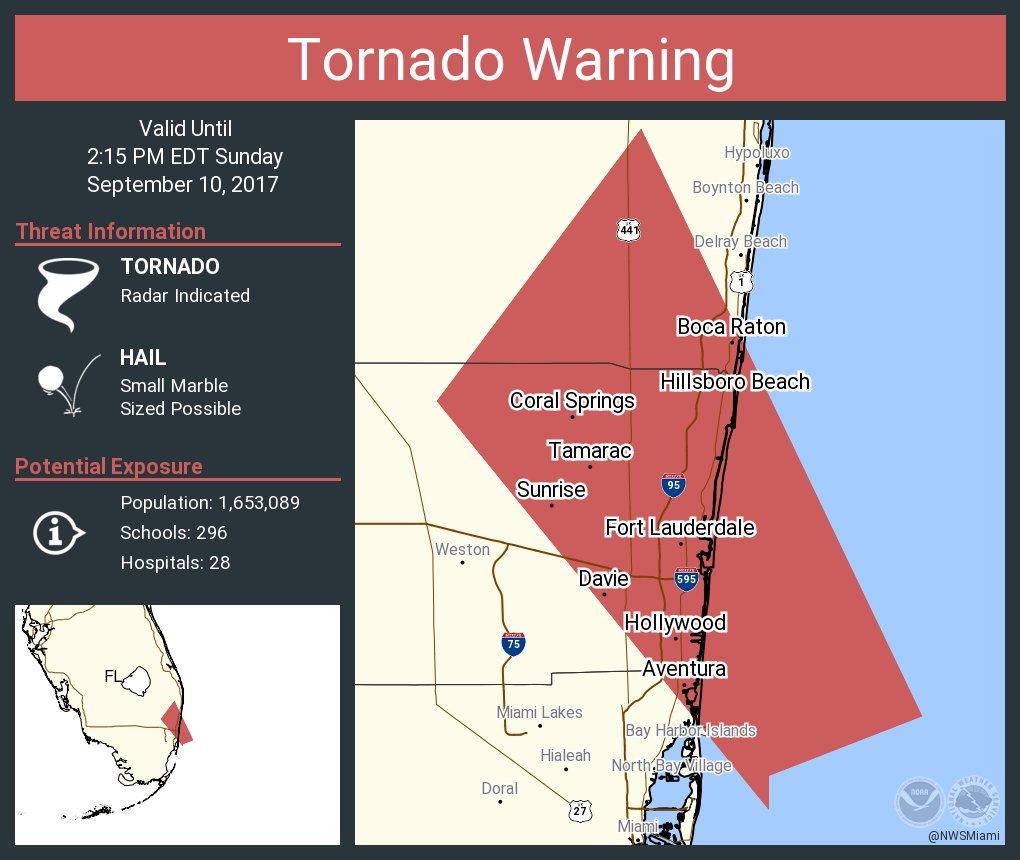 Tornado Warning
Valid Until
2:15 PM EDT Sunday
September 10, 2017
Threat Information
TORNADO
Radar Indicated
HAIL
Small Marble
Sized Possible
Potential Exposure
Population: 1,653,089
Schools: 296
Hospitals: 28
FL
Hypoluxo
Boynton Beach
441
Delray Beach
1
Boca Raton
Hillsboro Beach
Coral Springs
Tamarac
95
Sunrise
Fort Lauderdale
Weston
Davie
595
Hollywood
75
Aventura
Miami Lakes
Bay Harbor Islands
Hialeah
North Bay Village
Doral
27
Miami
NOAA
@NWSMiami